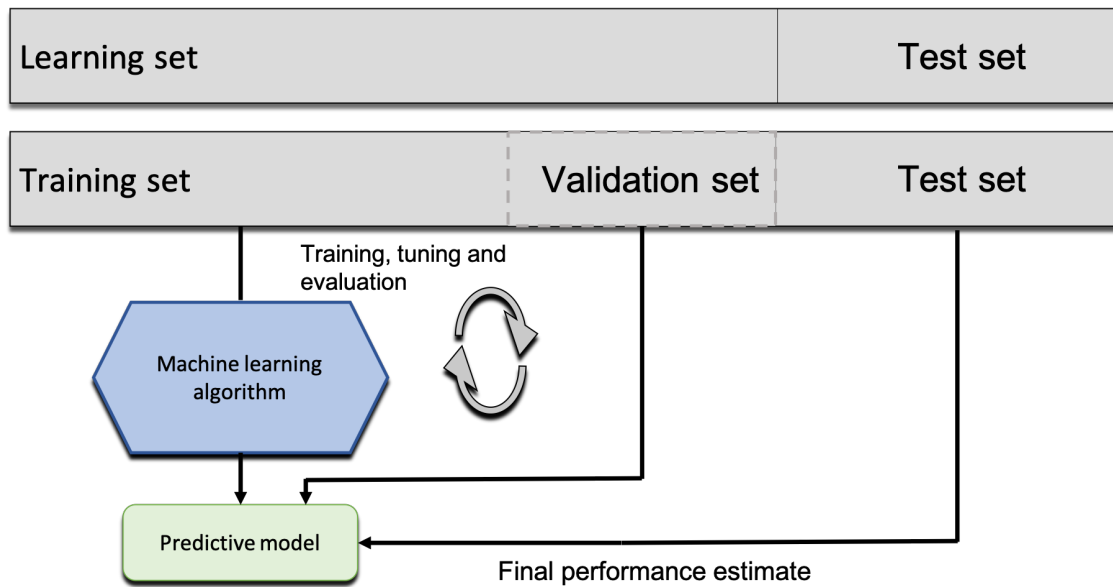 Learning set
Test set
Training set
Validation set
Test set
Training, tuning and
evaluation
Machine learning
algorithm
Predictive model
Final performance estimate